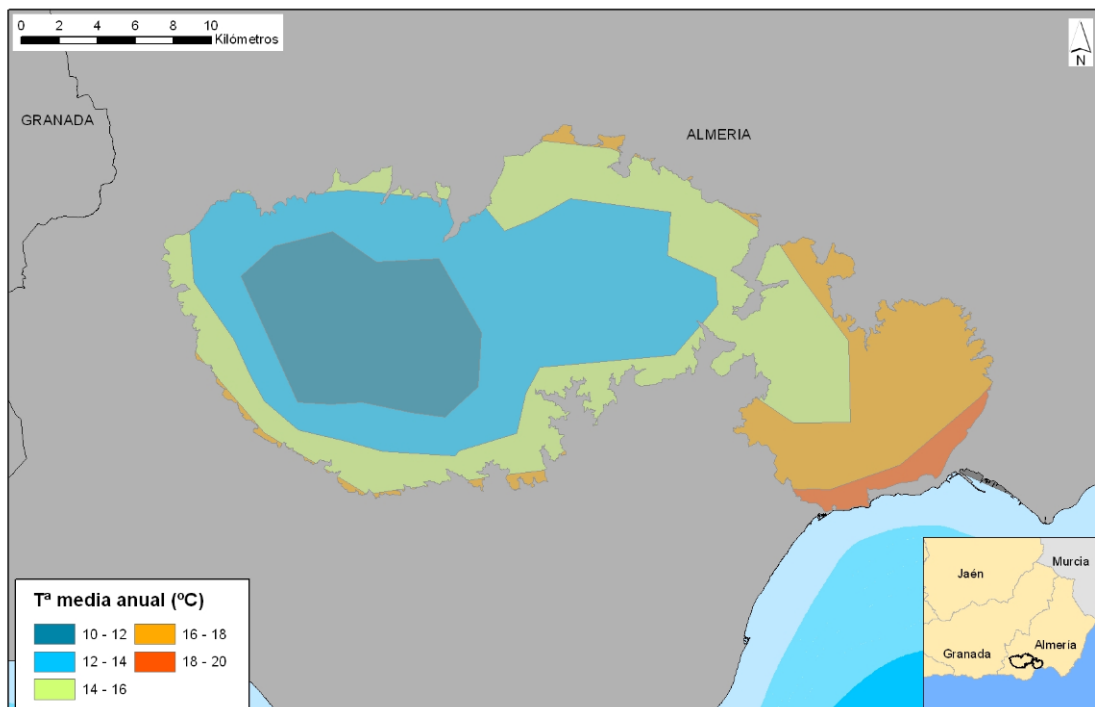 0 2 4 6 8 10
Kilómetros
N
GRANADA
ALMERIA
Tª media anual (ºC)
10 - 12
16 - 18
12 - 14
18 - 20
14 - 16
Jaén
Murcia
Granada
Almeria